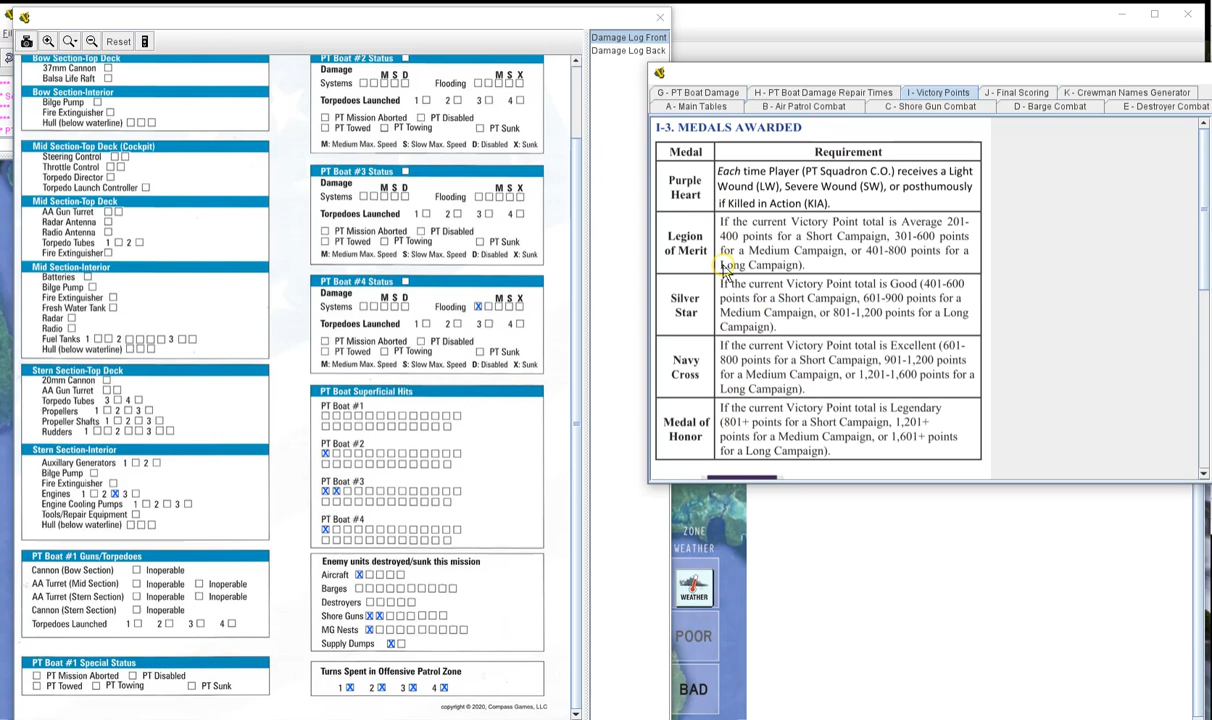 Reset
Damage Log Front
Damage Log Back
Bow Section-Top Deck
37mm Cannon
Balsa Life Raft
Bow Section-Interior
Bilge Pump
Fire Extinguisher
Hull (below waterline)
Mid Section-Top Deck (Cockpit)
Steering Control
Throttle Control
Torpedo Director
Torpedo Launch Controller
Mid Section-Top Deck
AA Gun Turret
Radar Antenna
Radio Antenna
Torpedo Tubes 1 2
Fire Extinguisher
Mid Section-Interior
Batteries
Bilge Pump
Fire Extinguisher
Fresh Water Tank
Radar
Radio
Fuel Tanks 1 2 3
Hull (below waterline)
Stern Section-Top Deck
20mm Cannon
AA Gun Turret
Torpedo Tubes 3 4
Propellers 1 2 3
Propeller Shafts 1 2 3
Rudders 1 2 3
Stern Section-Interior
Auxillary Generators 1 2
Bilge Pump
Fire Extinguisher
Engines 1 2 X 3
Engine Cooling Pumps 1 2 3
Tools/Repair Equipment
Hull (below waterline)
PT Boat #1 Guns/Torpedoes
Cannon (Bow Section) Inoperable
AA Turret (Mid Section) Inoperable Inoperable
AA Turret (Stern Section) Inoperable Inoperable
Cannon (Stern Section) Inoperable
Torpedoes Launched 1 2 3 4
PT Boat #1 Special Status
PT Mission Aborted PT Disabled
PT Towed PT Towing PT Sunk
PT Boat #2 Status
Damage
M S D M S X
Systems Flooding
Torpedoes Launched 1 2 3 4
PT Mission Aborted PT Disabled
PT Towed PT Towing PT Sunk
M: Medium Max. Speed S: Slow Max. Speed D: Disabled X: Sunk
PT Boat #3 Status
Damage
M S D M S X
Systems Flooding
Torpedoes Launched 1 2 3 4
PT Mission Aborted PT Disabled
PT Towed PT Towing PT Sunk
M: Medium Max. Speed S: Slow Max. Speed D: Disabled X: Sunk
PT Boat #4 Status
Damage
M S D M S X
Systems Flooding X
Torpedoes Launched 1 2 3 4
PT Mission Aborted PT Disabled
PT Towed PT Towing PT Sunk
M: Medium Max. Speed S: Slow Max. Speed D: Disabled X: Sunk
PT Boat Superficial Hits
PT Boat #1
PT Boat #2
X
PT Boat #3
X X
PT Boat #4
X
Enemy units destroyed/sunk this mission
Aircraft X
Barges
Destroyers
Shore Guns X X
MG Nests X
Supply Dumps X
Turns Spent in Offensive Patrol Zone
1 X 2 X 3 X 4 X
copyright © 2020, Compass Games, LLC
G - PT Boat Damage
H - PT Boat Damage Repair Times
I - Victory Points
J - Final Scoring
K - Crewman Names Generator
A - Main Tables
B - Air Patrol Combat
C - Shore Gun Combat
D - Barge Combat
E - Destroyer Combat
I-3. MEDALS AWARDED
Medal Requirement
Purple Heart
Each time Player (PT Squadron C.O.) receives a Light
Wound (LW), Severe Wound (SW), or posthumously
if Killed in Action (KIA).
Legion of Merit
If the current Victory Point total is Average 201-
400 points for a Short Campaign, 301-600 points
for a Medium Campaign, or 401-800 points for a
Long Campaign).
Silver Star
If the current Victory Point total is Good (401-600
points for a Short Campaign, 601-900 points for a
Medium Campaign, or 801-1,200 points for a Long
Campaign).
Navy Cross
If the current Victory Point total is Excellent (601-
800 points for a Short Campaign, 901-1,200 points
for a Medium Campaign, or 1,201-1,600 points for a
Long Campaign).
Medal of Honor
If the current Victory Point total is Legendary
(801+ points for a Short Campaign, 1,201+
points for a Medium Campaign, or 1,601+ points
for a Long Campaign).
ZONE
WEATHER
WEATHER
POOR
BAD